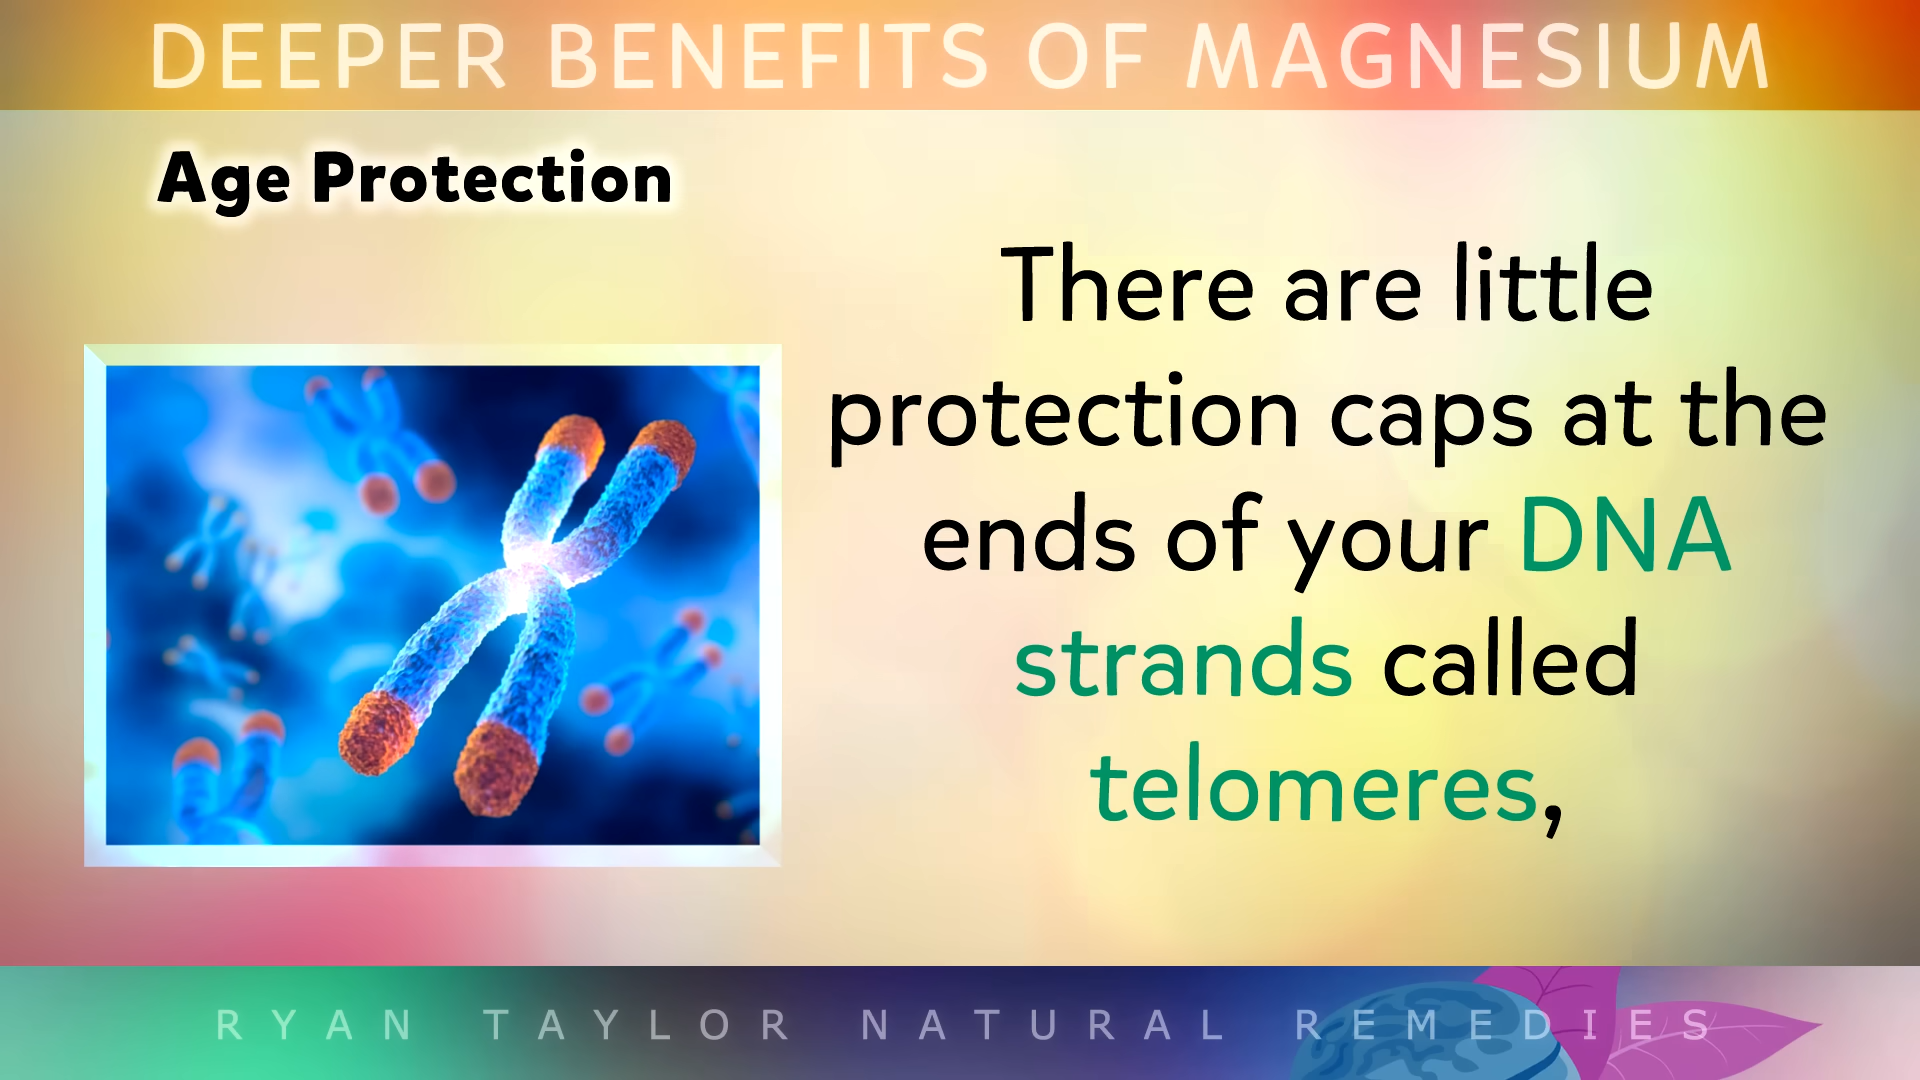 DEEPER BENEFITS OF MAGNESIUM
Age Protection
There are little
protection caps at the
ends of your DNA
strands called
telomeres,
RYAN TAYLOR NATURAL REMEDIES